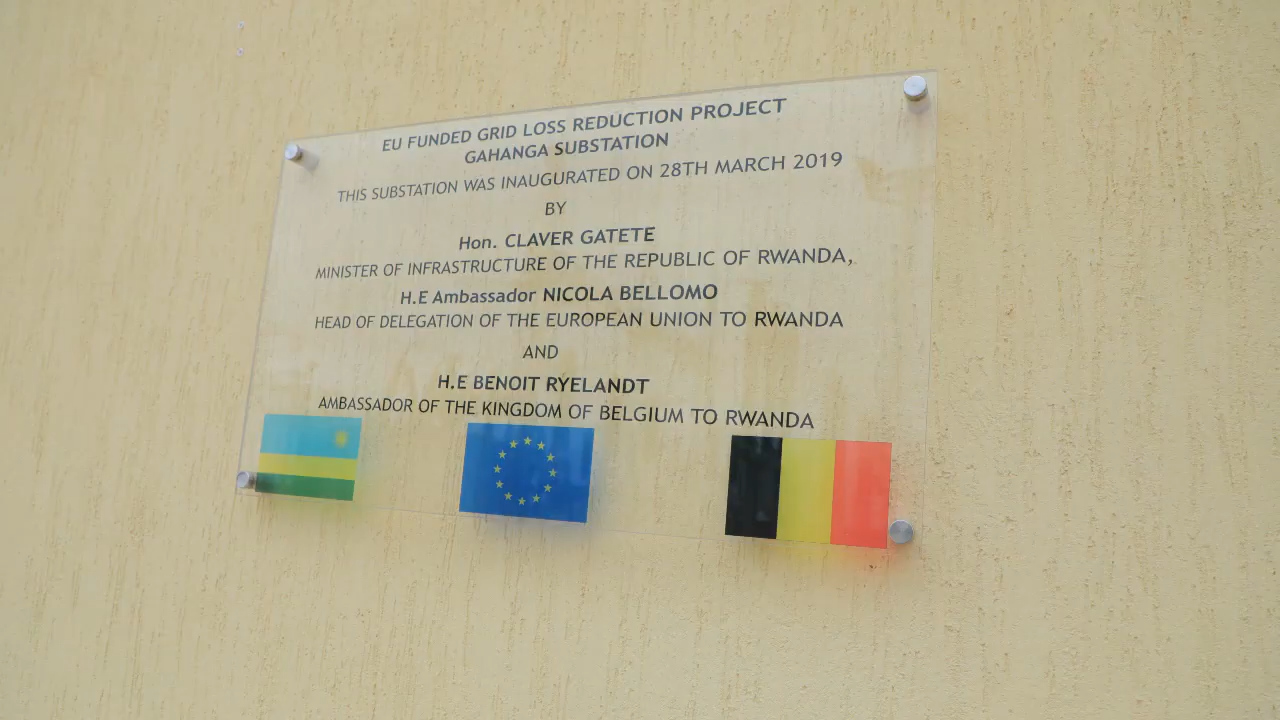 EU FUNDED GRID LOSS REDUCTION PROJECT
GAHANGA SUBSTATION
THIS SUBSTATION WAS INAUGURATED ON 28TH MARCH 2019
BY
Hon. CLAVER GATETE
MINISTER OF INFRASTRUCTURE OF THE REPUBLIC OF RWANDA,
H.E Ambassador NICOLA BELLOMO
HEAD OF DELEGATION OF THE EUROPEAN UNION TO RWANDA
AND
H.E BENOIT RYELANDT
AMBASSADOR OF THE KINGDOM OF BELGIUM TO RWANDA